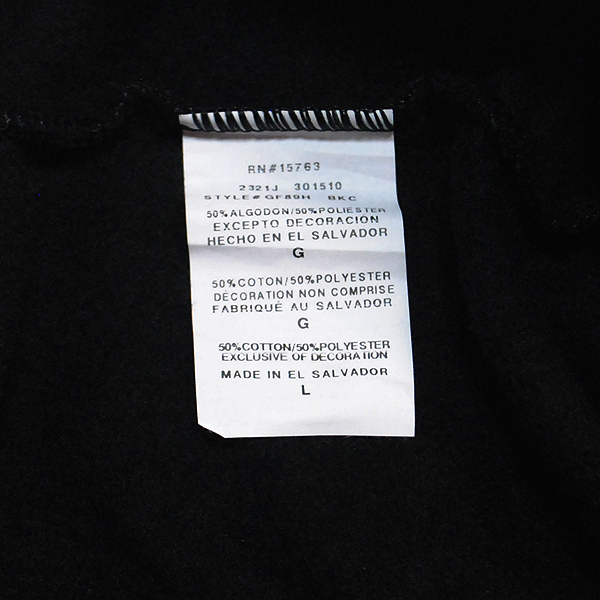 RN#15763
2321J 301510
STYLE# GF89H BKC
50%ALGODON/50%POLIESTER
EXCEPTO DECORACIÓN
HECHO EN EL SALVADOR
G
50%COTON/50%POLYESTER
DÉCORATION NON COMPRISE
FABRIQUÉ AU SALVADOR
G
50%COTTON/50%POLYESTER
EXCLUSIVE OF DECORATION
MADE IN EL SALVADOR
L